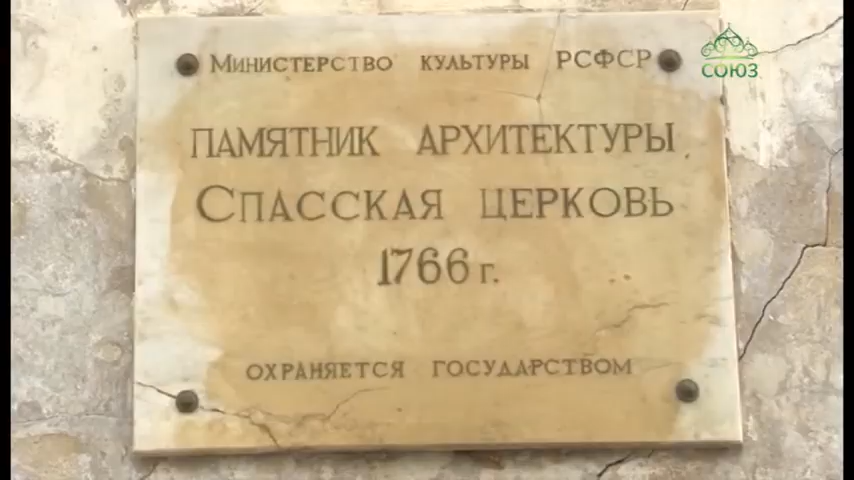 Министерство культуры РСФСР
СОЮЗ
Памятник архитектуры
Спасская церковь
1766 г.
охраняется государством